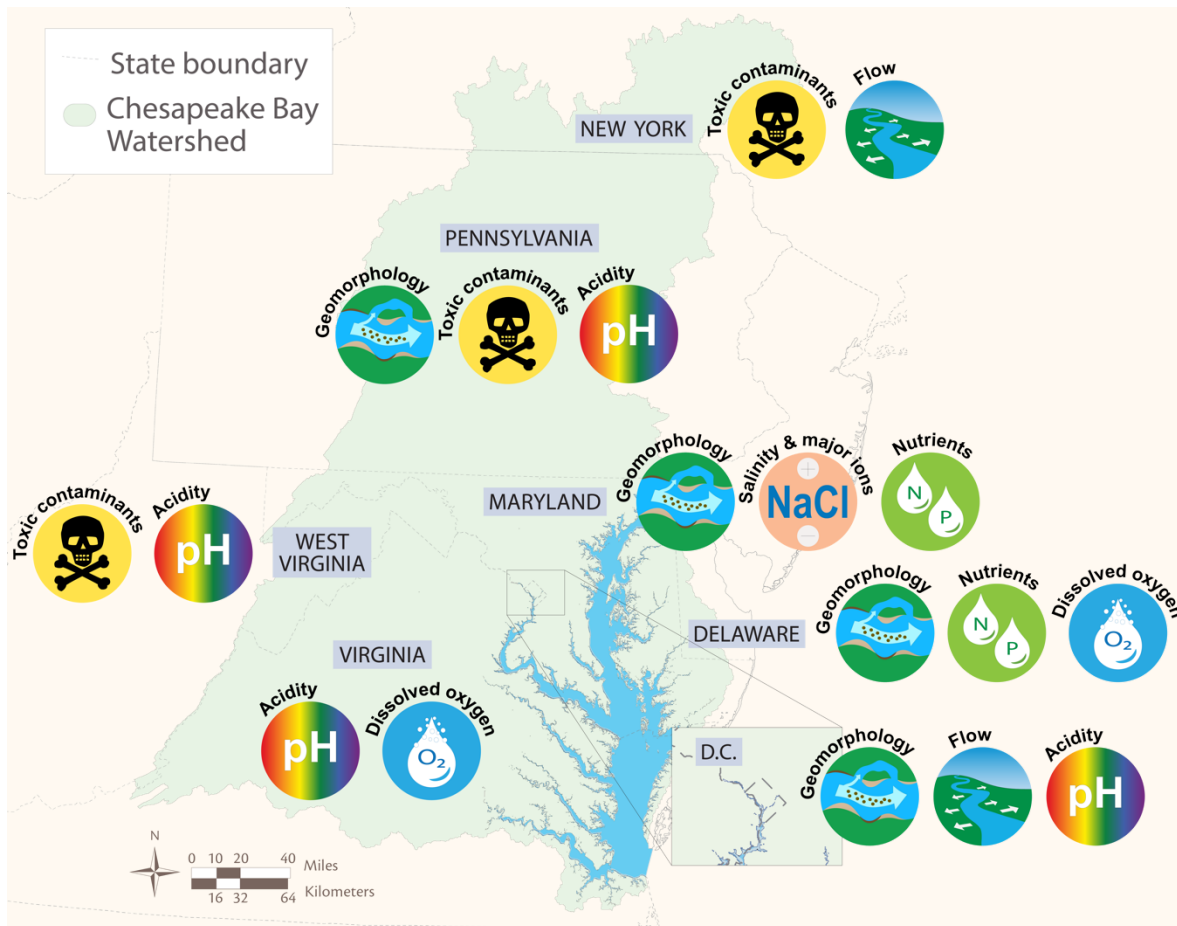 State boundary
Chesapeake Bay
Watershed
NEW YORK
Toxic contaminants
Flow
PENNSYLVANIA
Geomorphology
Toxic contaminants
Acidity
pH
MARYLAND
Geomorphology
Salinity & major ions
+
NaCl
−
Nutrients
N
P
Toxic contaminants
Acidity
pH
WEST
VIRGINIA
DELAWARE
Geomorphology
Nutrients
N
P
Dissolved oxygen
O₂
VIRGINIA
Acidity
pH
Dissolved oxygen
O₂
D.C.
Geomorphology
Flow
Acidity
pH
N
0 10 20 40 Miles
16 32 64 Kilometers